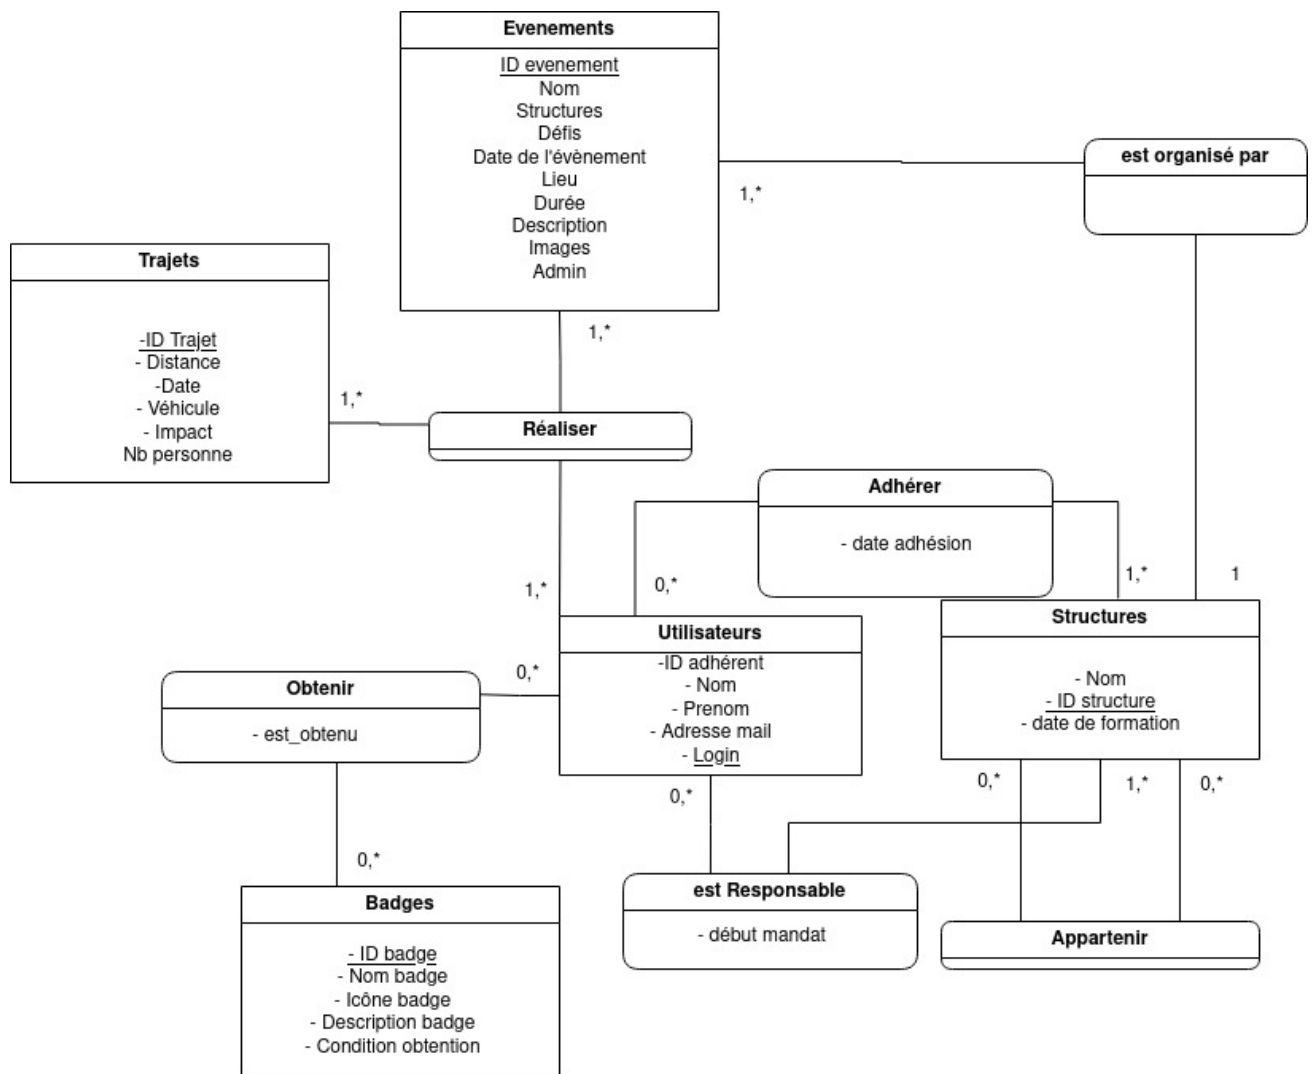 Evenements
ID evenement
Nom
Structures
Défis
Date de l'évènement
Lieu
Durée
Description
Images
Admin
est organisé par
1,*
Trajets
-ID Trajet
- Distance
-Date
- Véhicule
- Impact
Nb personne
1,*
1,*
Réaliser
Adhérer
- date adhésion
1,*
0,*
1,*
1
Utilisateurs
-ID adhérent
- Nom
- Prenom
- Adresse mail
- Login
Structures
- Nom
- ID structure
- date de formation
Obtenir
- est_obtenu
0,*
0,*
0,*
1,*
0,*
0,*
est Responsable
- début mandat
Appartenir
Badges
- ID badge
- Nom badge
- Icône badge
- Description badge
- Condition obtention